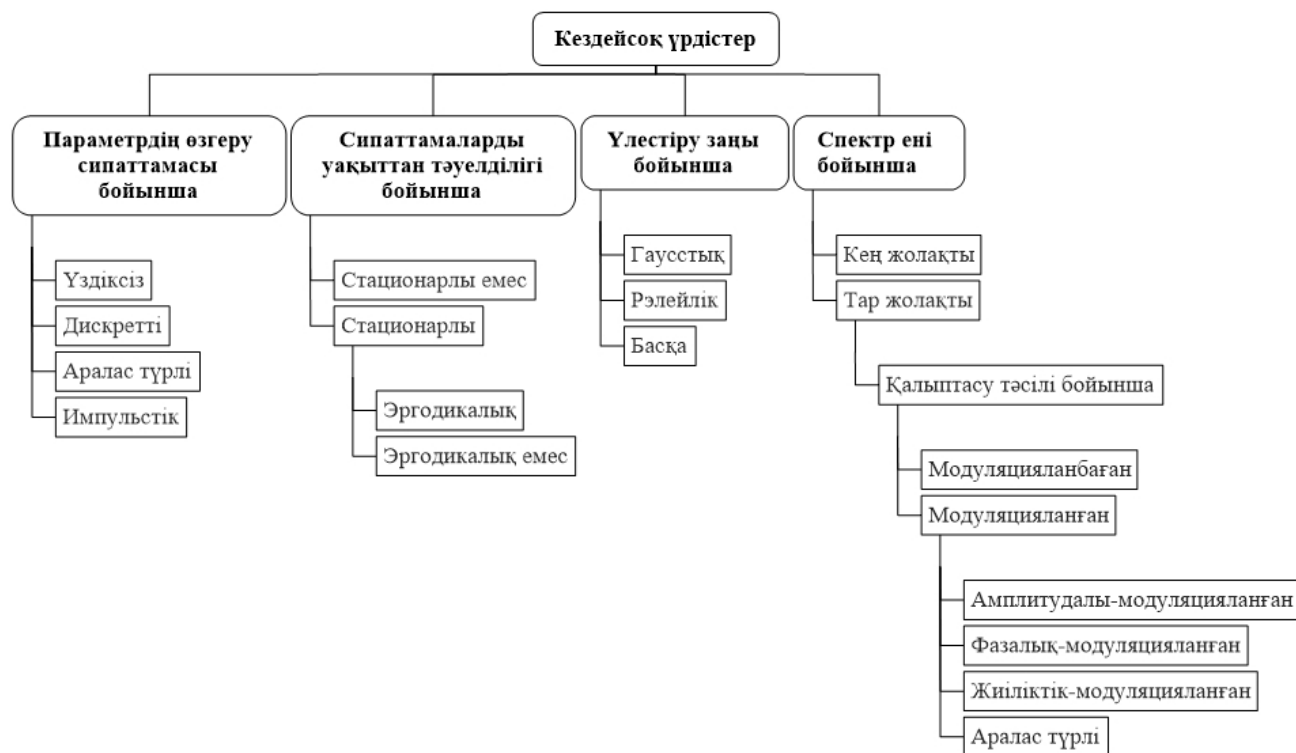 Кездейсоқ үрдістер
Параметрдің өзгеру
сипаттамасы
бойынша
Үздіксіз
Дискретті
Аралас түрлі
Импульстік
Сипаттамаларды
уақыттан тәуелділігі
бойынша
Стационарлы емес
Стационарлы
Эргодикалық
Эргодикалық емес
Үлестіру заңы
бойынша
Гаусстық
Рэлейлік
Басқа
Спектр ені
бойынша
Кең жолақты
Тар жолақты
Қалыптасу тәсілі бойынша
Модуляцияланбаған
Модуляцияланған
Амплитудалы-модуляцияланған
Фазалық-модуляцияланған
Жиіліктік-модуляцияланған
Аралас түрлі